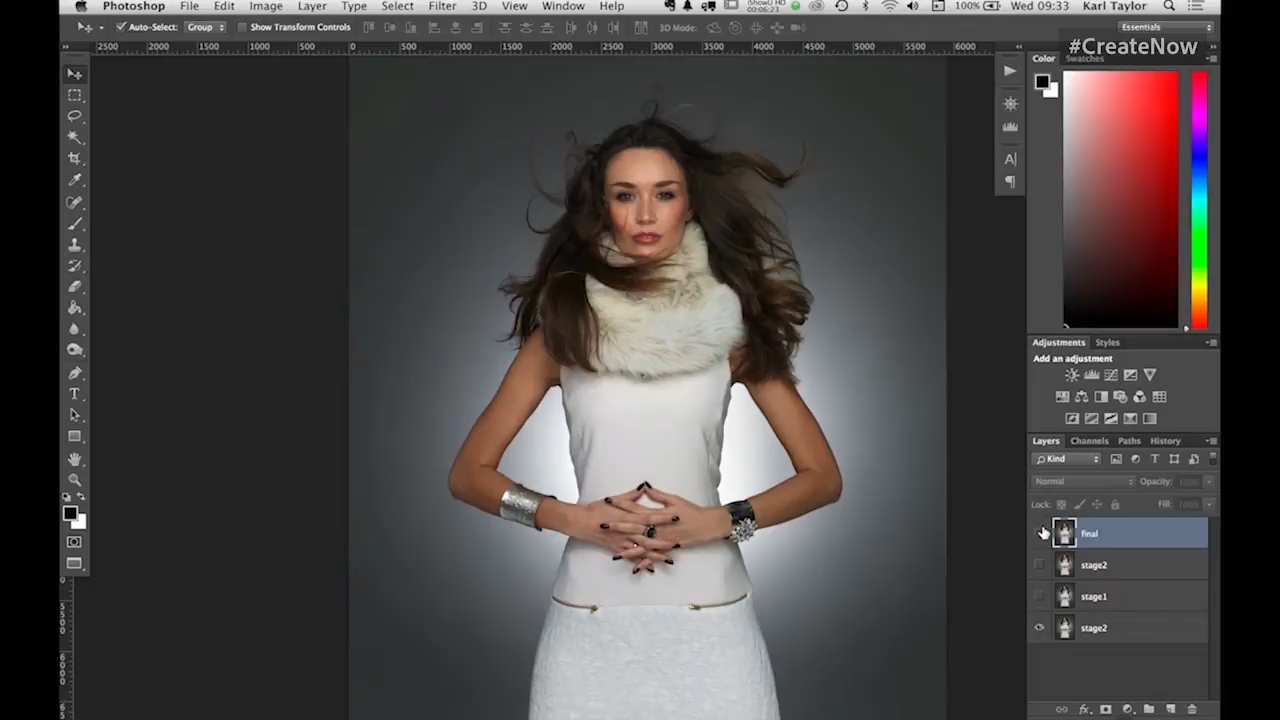 Photoshop File Edit Image Layer Type Select Filter 3D View Window Help 100% Wed 09:33 Karl Taylor
Auto-Select: Group Show Transform Controls 3D Mode: Essentials
#CreateNow
2500 2000 1500 1000 500 0 500 1000 1500 2000 2500 3000 3500 4000 4500 5000 5500 6000
Color Swatches
Adjustments Styles
Add an adjustment
Layers Channels Paths History
Kind
Normal Opacity:
Lock: Fill:
final
stage2
stage1
stage2